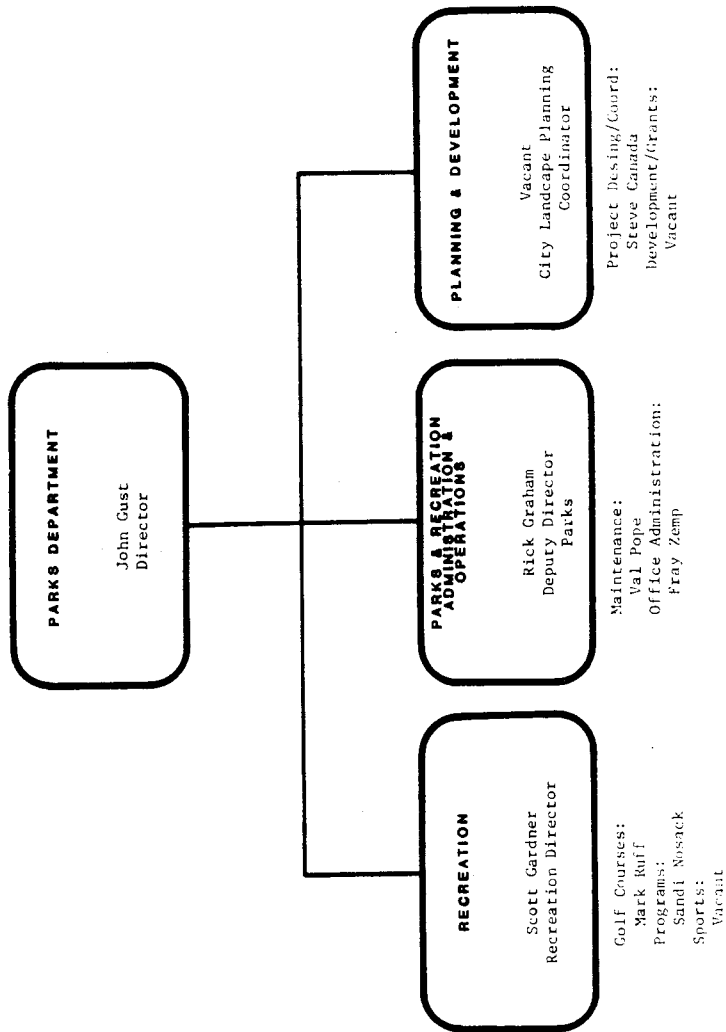 PARKS DEPARTMENT
John Gust
Director
RECREATION
Scott Gardner
Recreation Director
Golf Courses:
Mark Ruff
Programs:
Sandi Nosack
Sports:
Vacant
PARKS & RECREATION
ADMINISTRATION &
OPERATIONS
Rick Graham
Deputy Director
Parks
Maintenance:
Val Pope
Office Administration:
Fray Zemp
PLANNING & DEVELOPMENT
Vacant
City Landcape Planning
Coordinator
Project Desing/Coord:
Steve Canada
Development/Grants:
Vacant